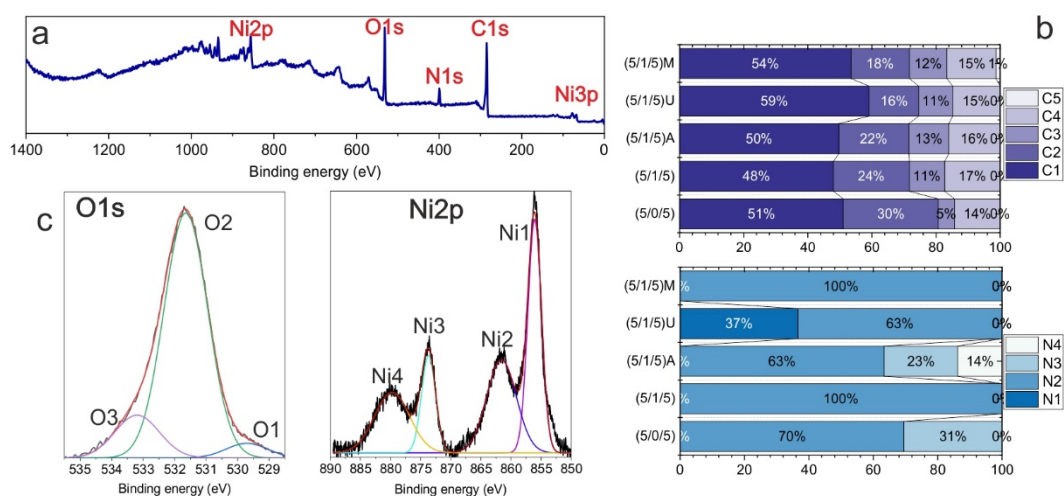 a
Ni2p
O1s
N1s
C1s
Ni3p
1400 1200 1000 800 600 400 200 0
Binding energy (eV)
b
(5/1/5)M 54% 18% 12% 15% 1%
(5/1/5)U 59% 16% 11% 15% 0%
(5/1/5)A 50% 22% 13% 16% 0%
(5/1/5) 48% 24% 11% 17% 0%
(5/0/5) 51% 30% 5% 14% 0%
0 20 40 60 80 100
C5
C4
C3
C2
C1
(5/1/5)M % 100% 0%
(5/1/5)U 37% 63% 0%
(5/1/5)A % 63% 23% 14%
(5/1/5) % 100% 0%
(5/0/5) % 70% 31% 0%
0 20 40 60 80 100
N4
N3
N2
N1
c
O1s
O2
O3
O1
535 534 533 532 531 530 529
Binding energy (eV)
Ni2p
Ni1
Ni3
Ni2
Ni4
890 885 880 875 870 865 860 855 850
Binding energy (eV)